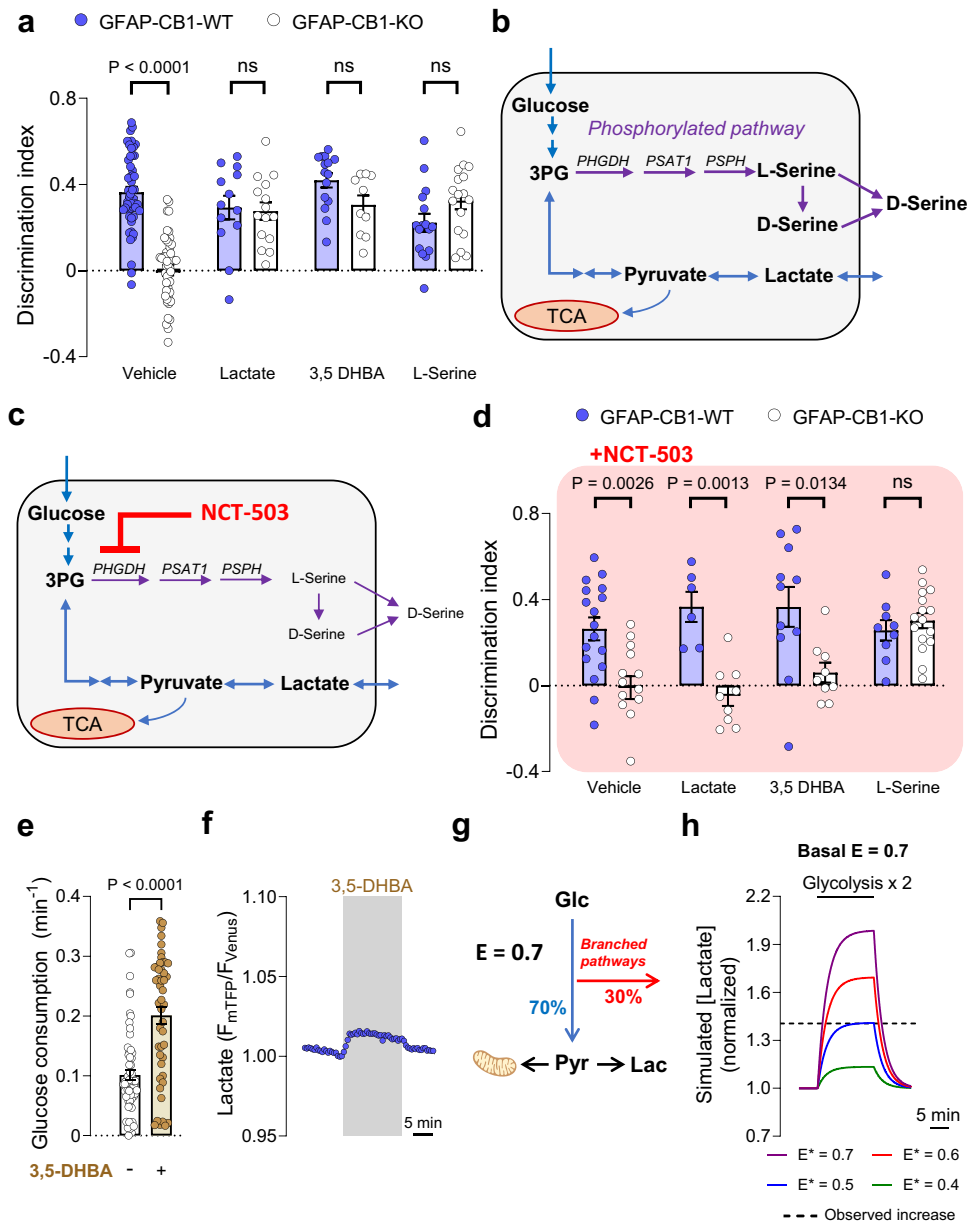 a
GFAP-CB1-WT GFAP-CB1-KO
P < 0.0001 ns ns ns
Discrimination index
0.8
0.4
0
-0.4
Vehicle Lactate 3,5 DHBA L-Serine
b
Glucose
Phosphorylated pathway
3PG PHGDH PSAT1 PSPH L-Serine
D-Serine
D-Serine
Pyruvate Lactate
TCA
c
NCT-503
Glucose
3PG PHGDH PSAT1 PSPH L-Serine
D-Serine
D-Serine
Pyruvate Lactate
TCA
d
GFAP-CB1-WT GFAP-CB1-KO
+NCT-503
P = 0.0026 P = 0.0013 P = 0.0134 ns
Discrimination index
0.8
0.4
0
-0.4
Vehicle Lactate 3,5 DHBA L-Serine
e
P < 0.0001
Glucose consumption (min-1)
0.4
0.3
0.2
0.1
0
3,5-DHBA - +
f
3,5-DHBA
Lactate (FmTFP/FVenus)
1.10
1.05
1.00
0.95
5 min
g
Glc
E = 0.7
Branched
pathways
70%
30%
Pyr Lac
h
Basal E = 0.7
Glycolysis x 2
Simulated [Lactate]
(normalized)
2.2
1.9
1.6
1.3
1.0
0.7
5 min
E* = 0.7 E* = 0.6
E* = 0.5 E* = 0.4
Observed increase